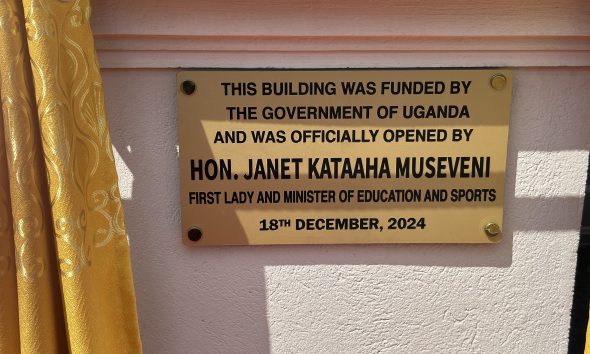 THIS BUILDING WAS FUNDED BY
THE GOVERNMENT OF UGANDA
AND WAS OFFICIALLY OPENED BY
HON. JANET KATAAHA MUSEVENI
FIRST LADY AND MINISTER OF EDUCATION AND SPORTS
18TH DECEMBER, 2024